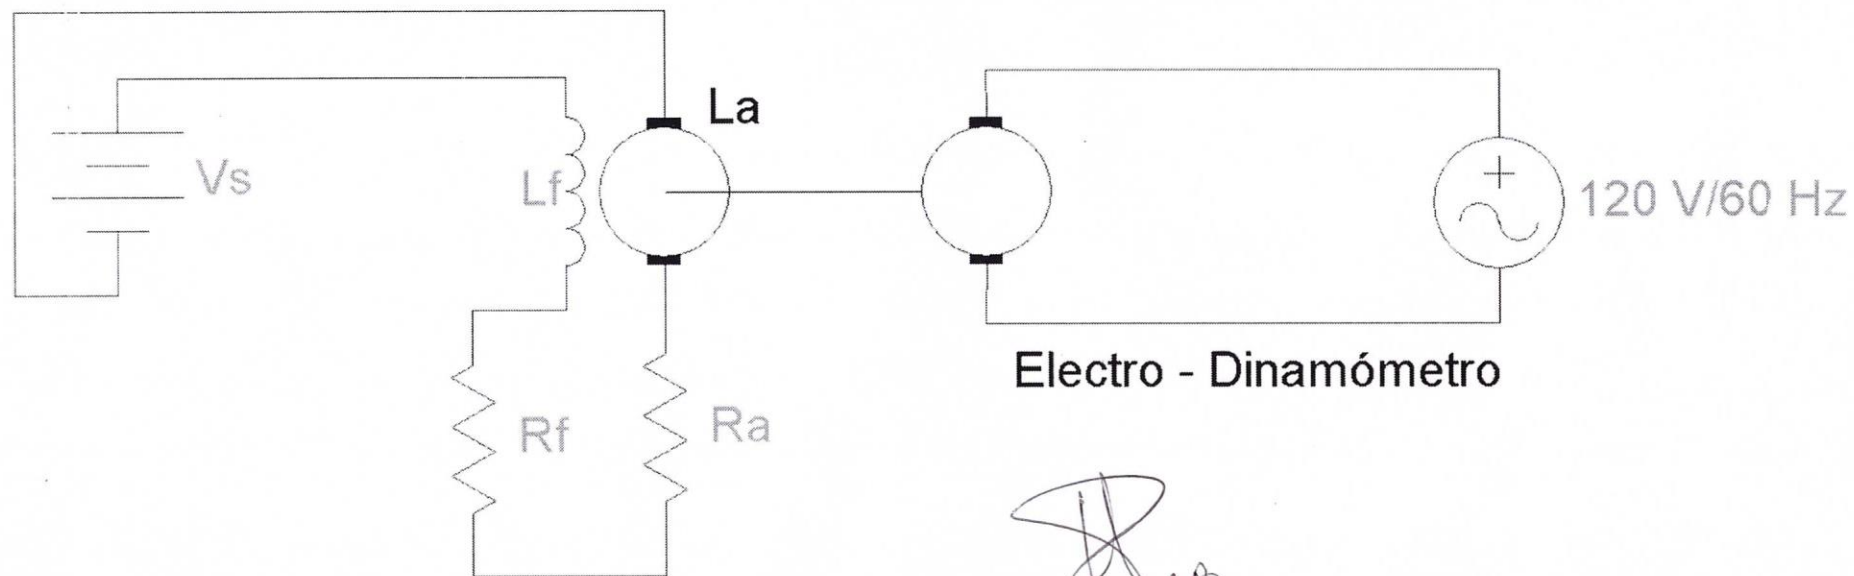 La
Vs
Lf
+
120 V/60 Hz
Electro - Dinamómetro
Rf
Ra